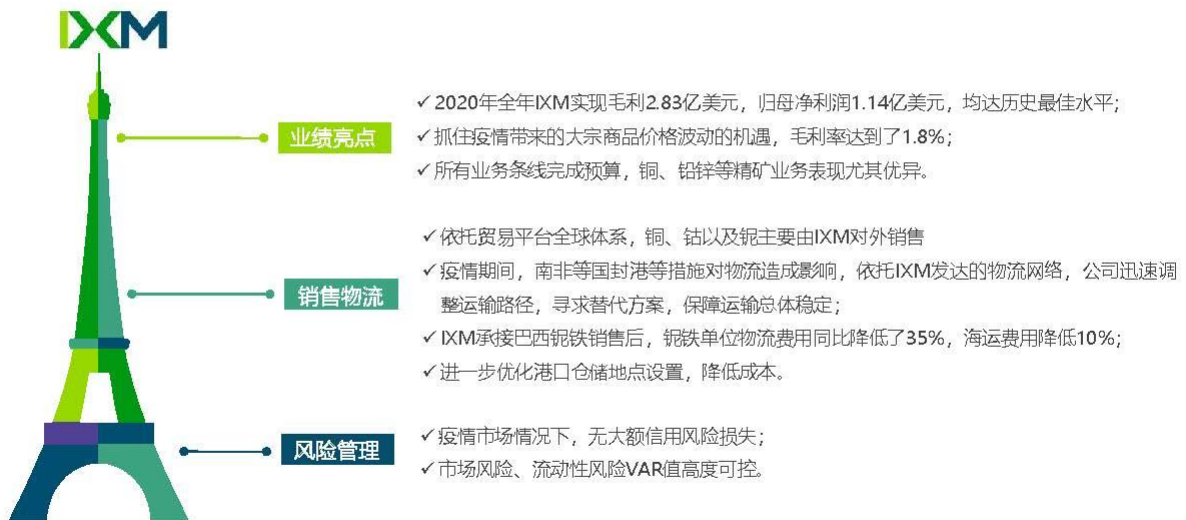 IXM
✓ 2020年全年IXM实现毛利2.83亿美元，归母净利润1.14亿美元，均达历史最佳水平；
业绩亮点
✓ 抓住疫情带来的大宗商品价格波动的机遇，毛利率达到了1.8%；
✓ 所有业务条线完成预算，铜、铅锌等精矿业务表现尤其优异。
✓ 依托贸易平台全球体系，铜、钴以及铌主要由IXM对外销售
✓ 疫情期间，南非等国封港等措施对物流造成影响，依托IXM发达的物流网络，公司迅速调
销售物流
整运输路径，寻求替代方案，保障运输总体稳定；
✓ IXM承接巴西铌铁销售后，铌铁单位物流费用同比降低了35%，海运费用降低10%；
✓ 进一步优化港口仓储地点设置，降低成本。
✓ 疫情市场情况下，无大额信用风险损失；
风险管理
✓ 市场风险、流动性风险VAR值高度可控。